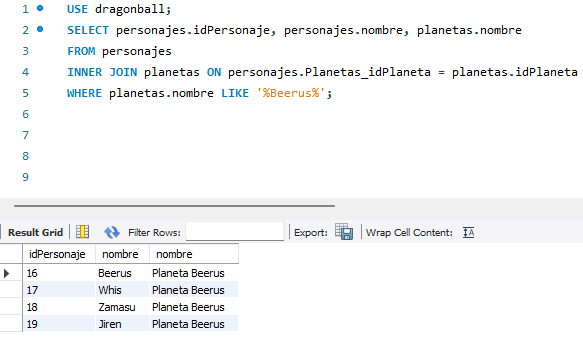 1 USE dragonball;
2 SELECT personajes.idPersonaje, personajes.nombre, planetas.nombre
3 FROM personajes
4 INNER JOIN planetas ON personajes.Planetas_idPlaneta = planetas.idPlaneta
5 WHERE planetas.nombre LIKE '%Beerus%';
6
7
8
9
Result Grid Filter Rows: Export: Wrap Cell Content: IA
idPersonaje nombre nombre
16 Beerus Planeta Beerus
17 Whis Planeta Beerus
18 Zamasu Planeta Beerus
19 Jiren Planeta Beerus